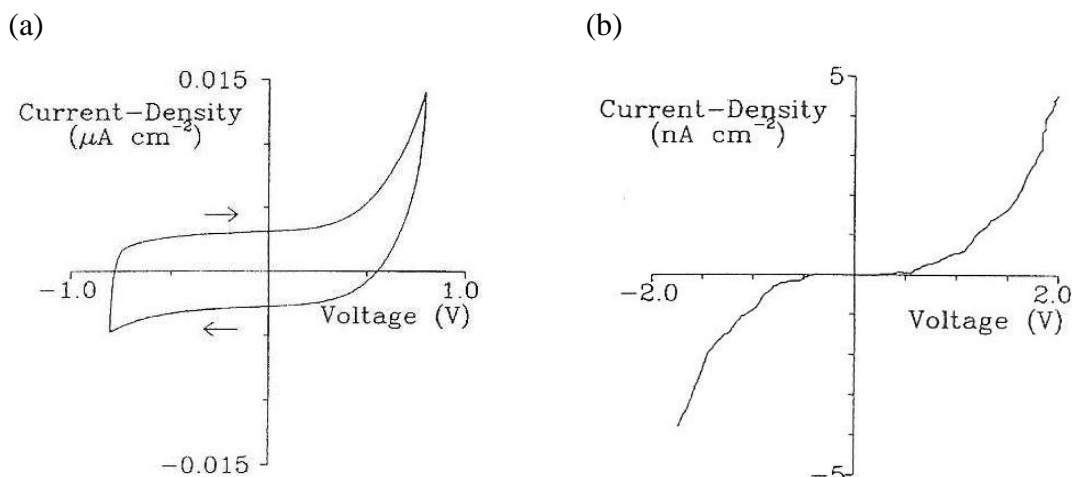 (a)
0.015
Current-Density
(μA cm⁻²)
-1.0
1.0
Voltage (V)
-0.015
(b)
5
Current-Density
(nA cm⁻²)
-2.0
2.0
Voltage (V)
-5